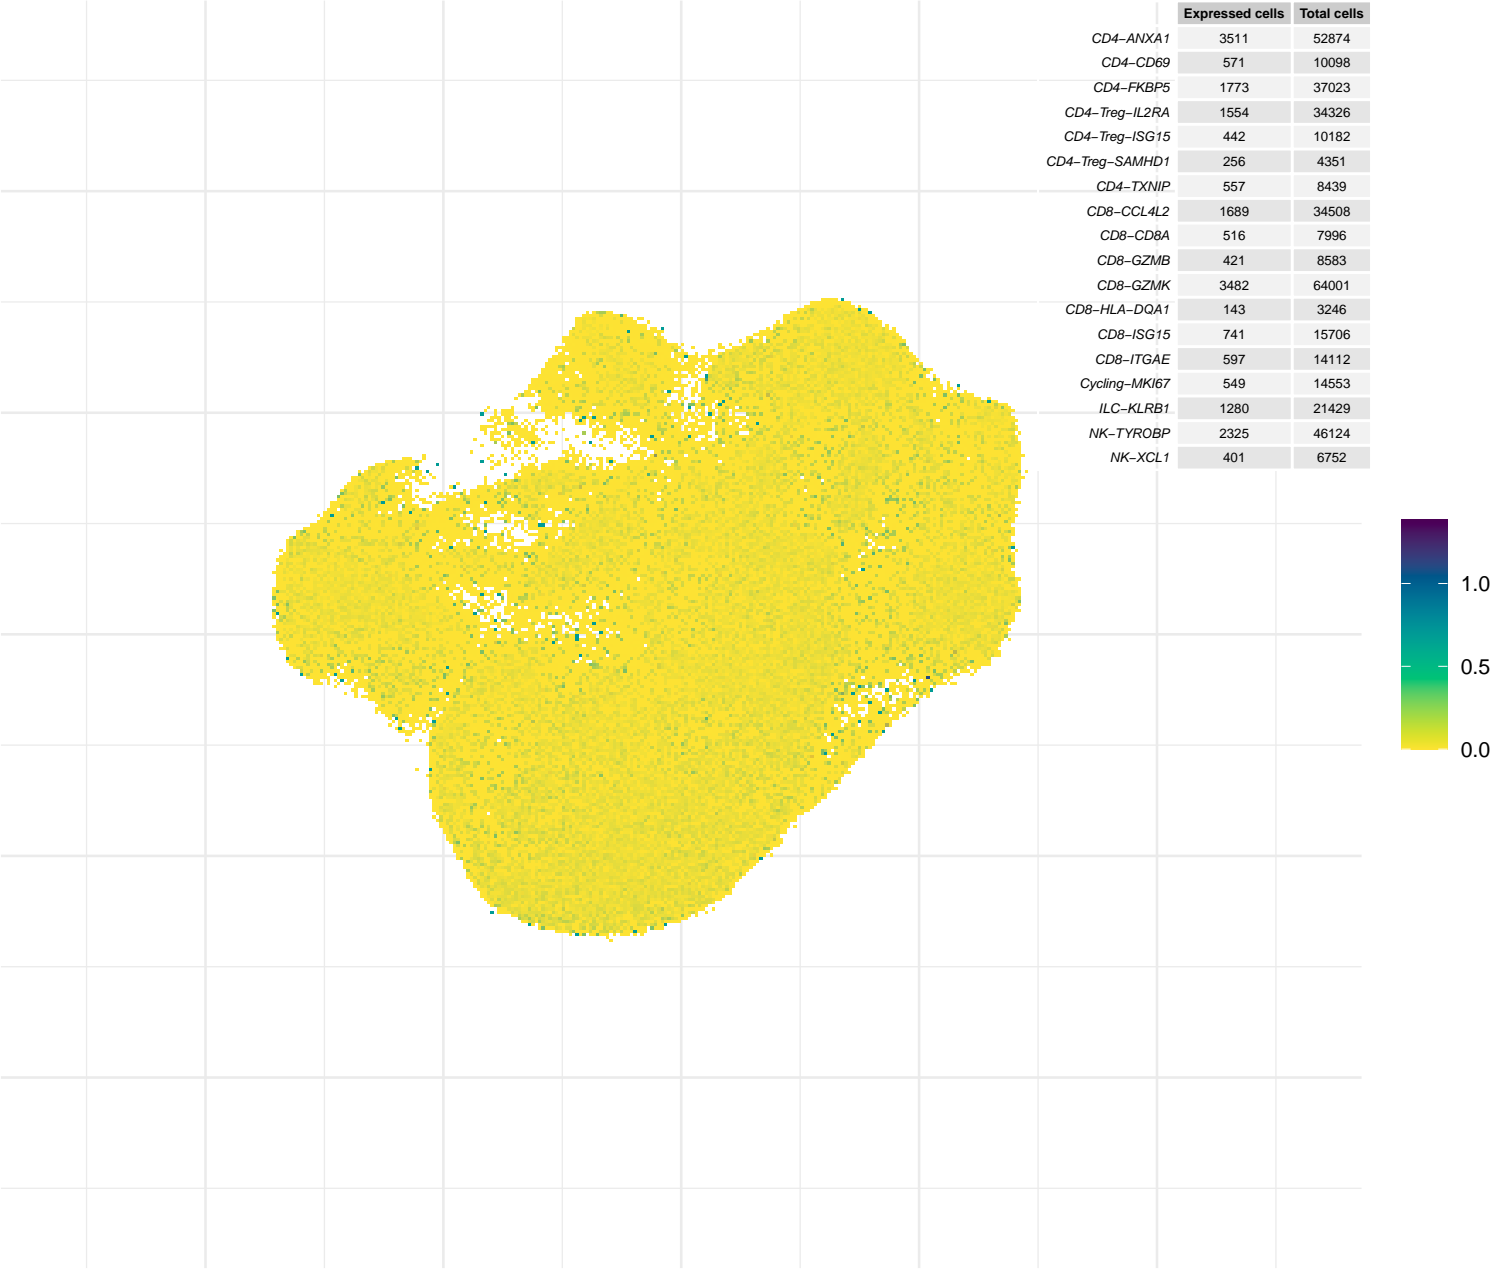 Expressed cells Total cells
CD4−ANXA1 3511 52874
CD4−CD69 571 10098
CD4−FKBP5 1773 37023
CD4−Treg−IL2RA 1554 34326
CD4−Treg−ISG15 442 10182
CD4−Treg−SAMHD1 256 4351
CD4−TXNIP 557 8439
CD8−CCL4L2 1689 34508
CD8−CD8A 516 7996
CD8−GZMB 421 8583
CD8−GZMK 3482 64001
CD8−HLA−DQA1 143 3246
CD8−ISG15 741 15706
CD8−ITGAE 597 14112
Cycling−MKI67 549 14553
ILC−KLRB1 1280 21429
NK−TYROBP 2325 46124
NK−XCL1 401 6752
1.0
0.5
0.0